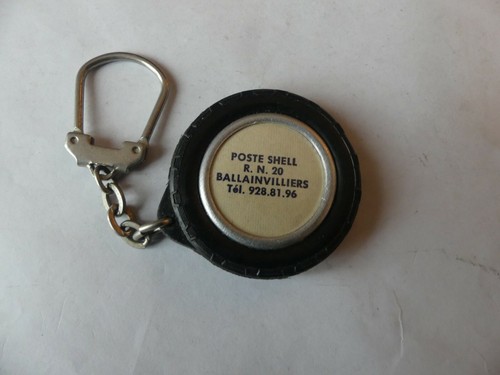 POSTE SHELL
R. N. 20
BALLAINVILLIERS
Tél. 928.81.96